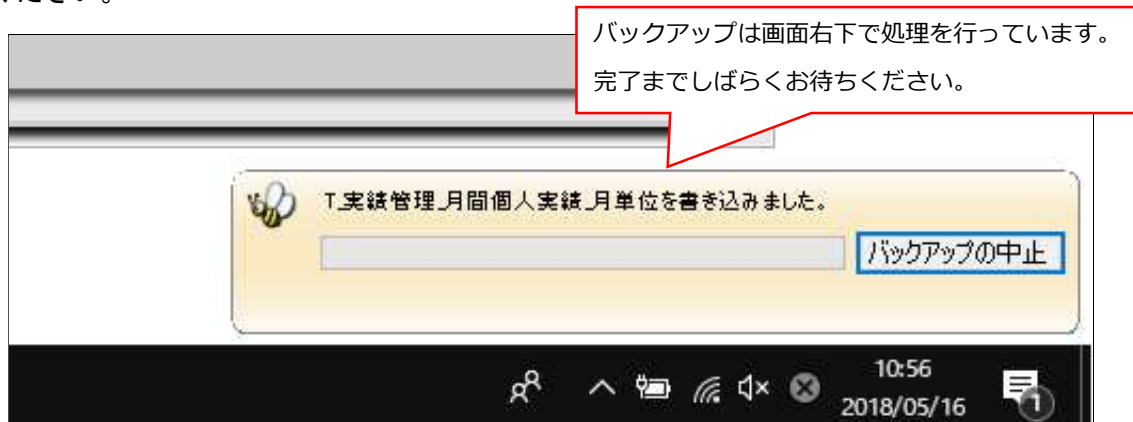 ださい。
バックアップは画面右下で処理を行っています。
完了までしばらくお待ちください。
T_実績管理_月間個人実績_月単位を書き込みました。
バックアップの中止
10:56
2018/05/16
1